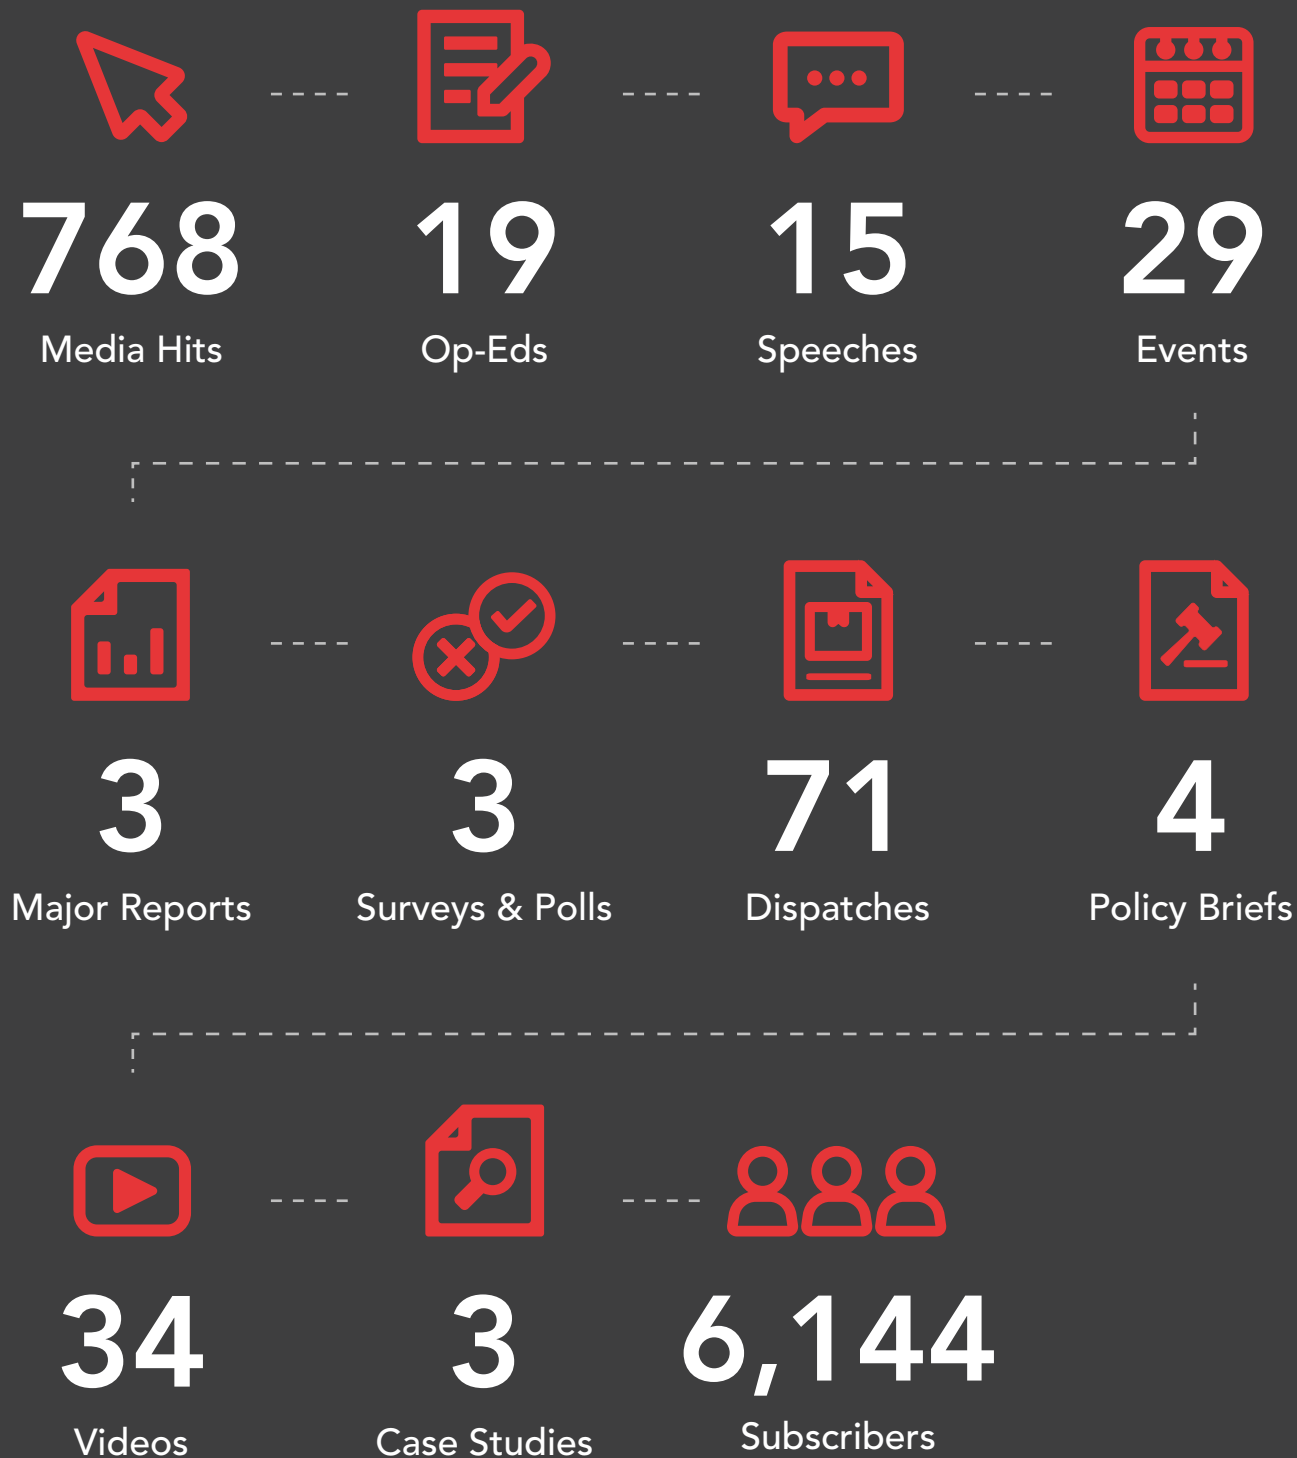 768
Media Hits
19
Op-Eds
15
Speeches
29
Events
3
Major Reports
3
Surveys & Polls
71
Dispatches
4
Policy Briefs
34
Videos
3
Case Studies
6,144
Subscribers